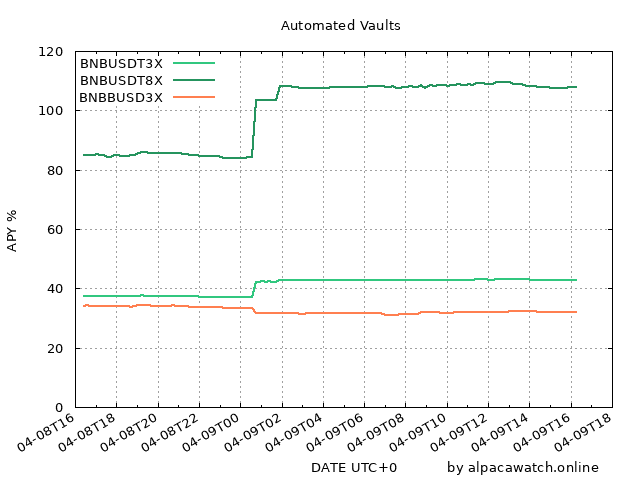 Automated Vaults
BNBUSDT3X
BNBUSDT8X
BNBBUSD3X
APY %
120
100
80
60
40
20
0
04-08T16
04-08T18
04-08T20
04-08T22
04-09T00
04-09T02
04-09T04
04-09T06
04-09T08
04-09T10
04-09T12
04-09T14
04-09T16
04-09T18
DATE UTC+0
by alpacawatch.online